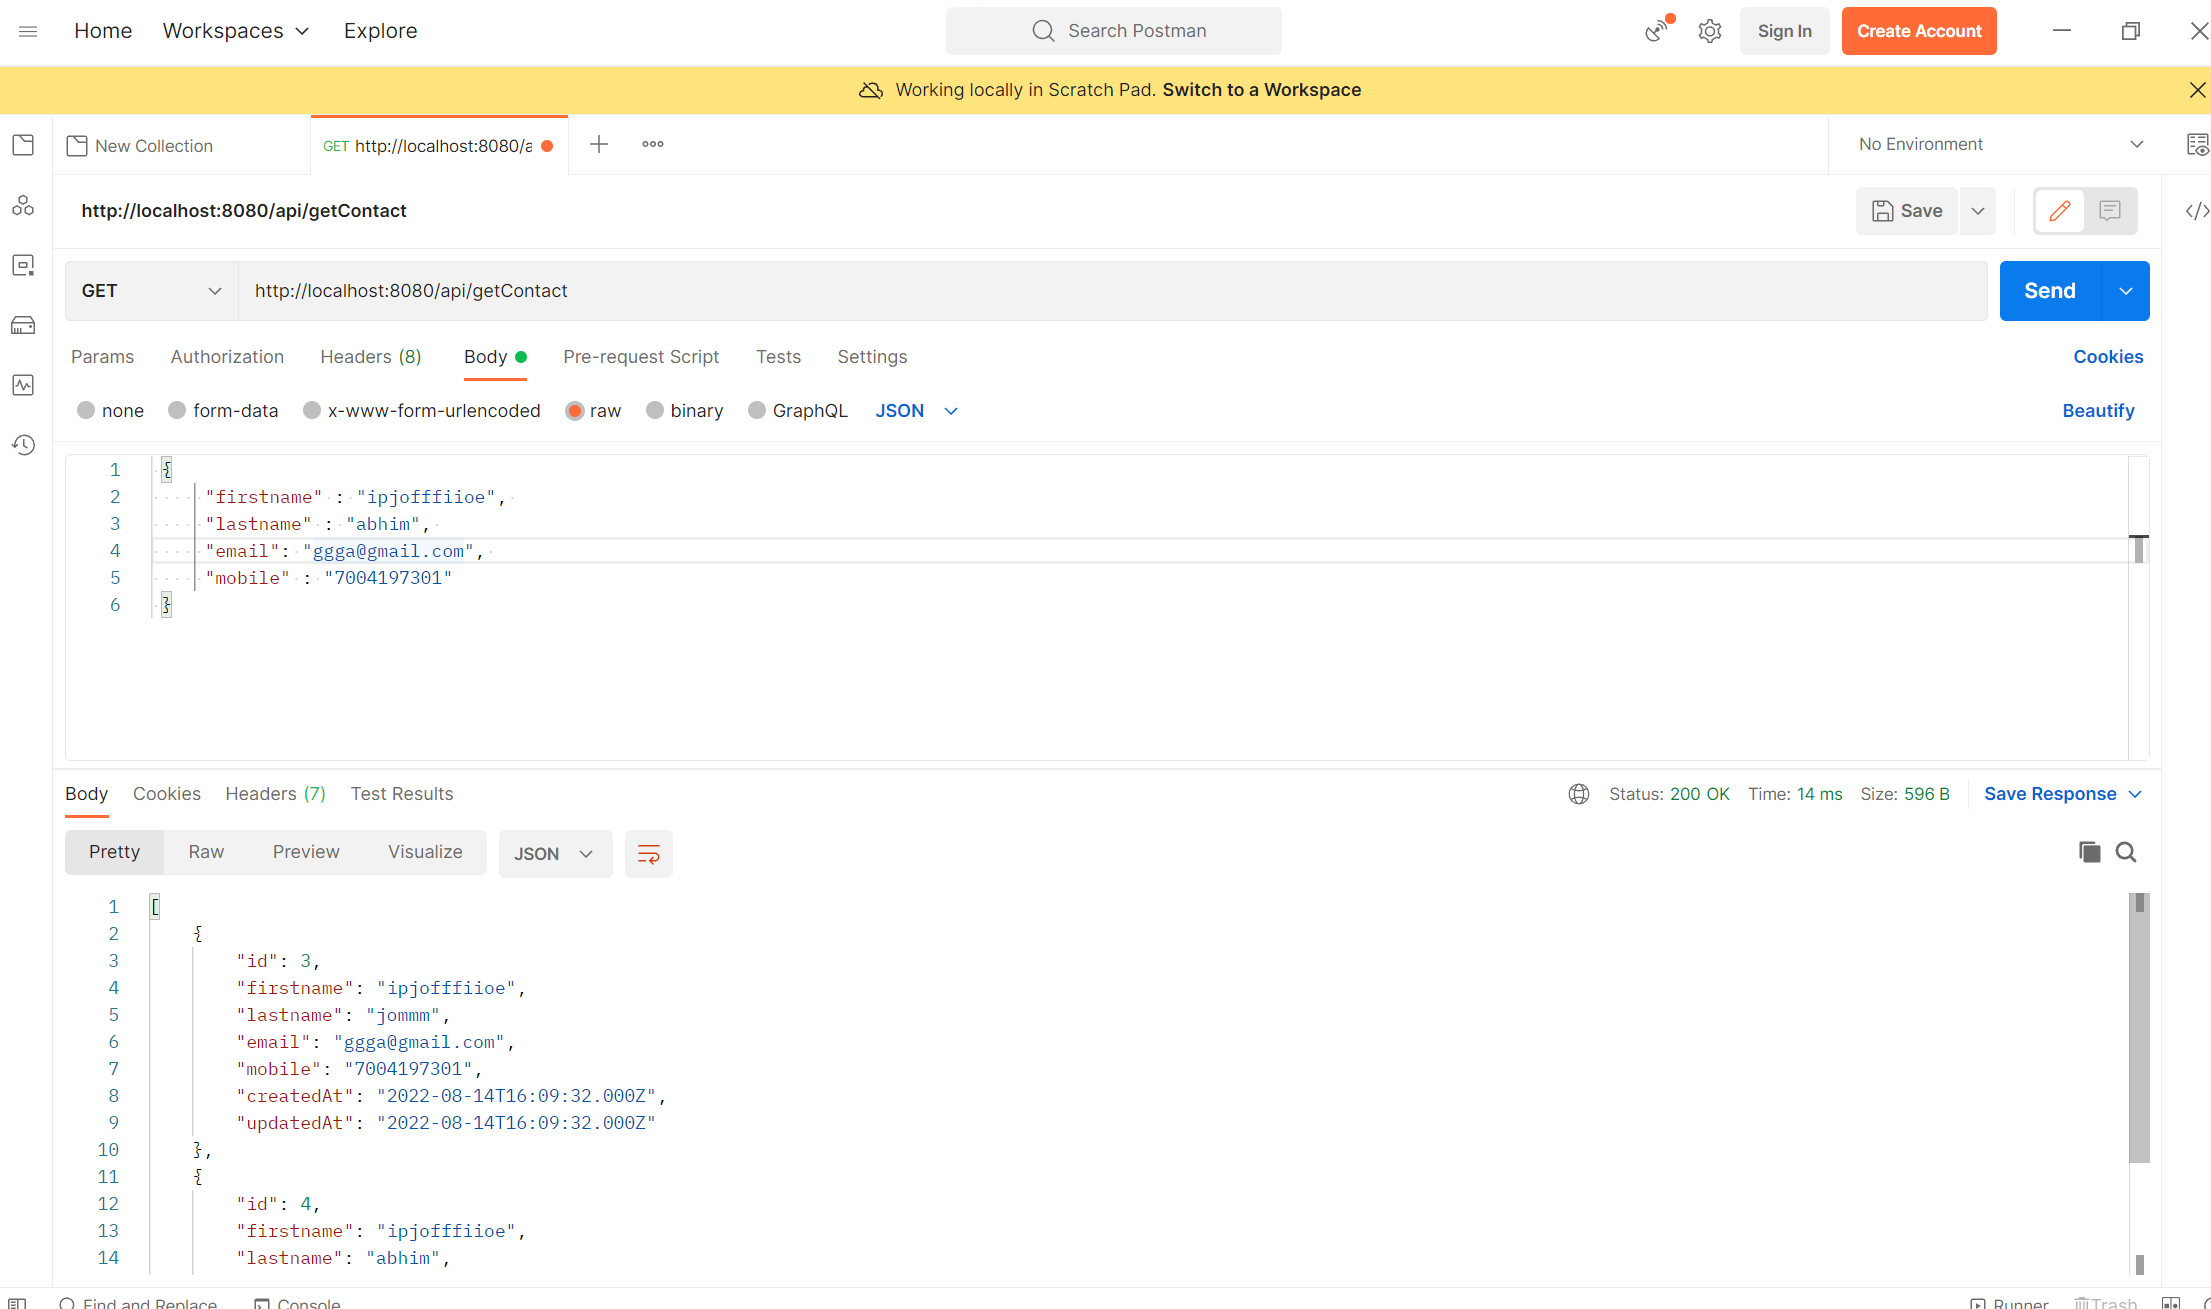 Home Workspaces Explore Search Postman Sign In Create Account
Working locally in Scratch Pad. Switch to a Workspace
New Collection GET http://localhost:8080/a No Environment
http://localhost:8080/api/getContact Save
GET http://localhost:8080/api/getContact Send
Params Authorization Headers (8) Body Pre-request Script Tests Settings Cookies
none form-data x-www-form-urlencoded raw binary GraphQL JSON Beautify
1 {
2 "firstname" : "ipjofffiioe",
3 "lastname" : "abhim",
4 "email": "ggga@gmail.com",
5 "mobile" : "7004197301"
6 }
Body Cookies Headers (7) Test Results Status: 200 OK Time: 14 ms Size: 596 B Save Response
Pretty Raw Preview Visualize JSON
1 [
2 {
3 "id": 3,
4 "firstname": "ipjofffiioe",
5 "lastname": "jommm",
6 "email": "ggga@gmail.com",
7 "mobile": "7004197301",
8 "createdAt": "2022-08-14T16:09:32.000Z",
9 "updatedAt": "2022-08-14T16:09:32.000Z"
10 },
11 {
12 "id": 4,
13 "firstname": "ipjofffiioe",
14 "lastname": "abhim",
Find and Replace Console Runner Trash